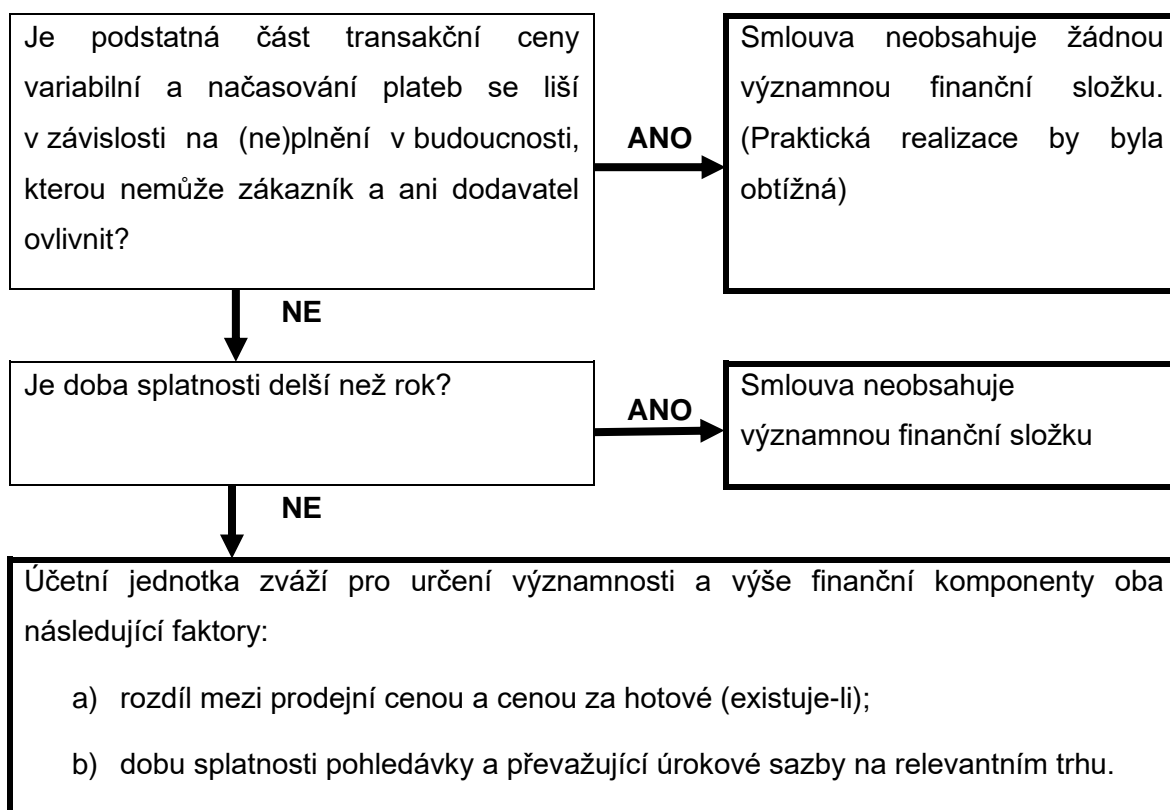 Je podstatná část transakční ceny
variabilní a načasování plateb se liší
v závislosti na (ne)plnění v budoucnosti,
kterou nemůže zákazník a ani dodavatel
ovlivnit?
ANO
Smlouva neobsahuje žádnou
významnou finanční složku.
(Praktická realizace by byla
obtížná)
NE
Je doba splatnosti delší než rok?
ANO
Smlouva neobsahuje
významnou finanční složku
NE
Účetní jednotka zváží pro určení významnosti a výše finanční komponenty oba
následující faktory:
a) rozdíl mezi prodejní cenou a cenou za hotové (existuje-li);
b) dobu splatnosti pohledávky a převažující úrokové sazby na relevantním trhu.